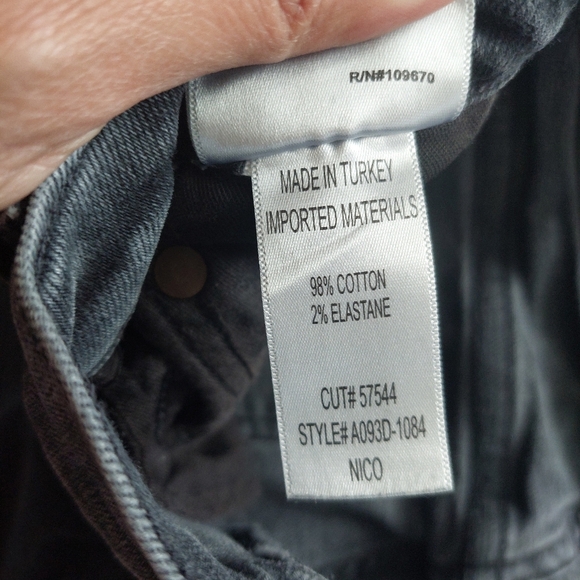 R/N#109670
MADE IN TURKEY
IMPORTED MATERIALS
98% COTTON
2% ELASTANE
CUT# 57544
STYLE# A093D-1084
NICO